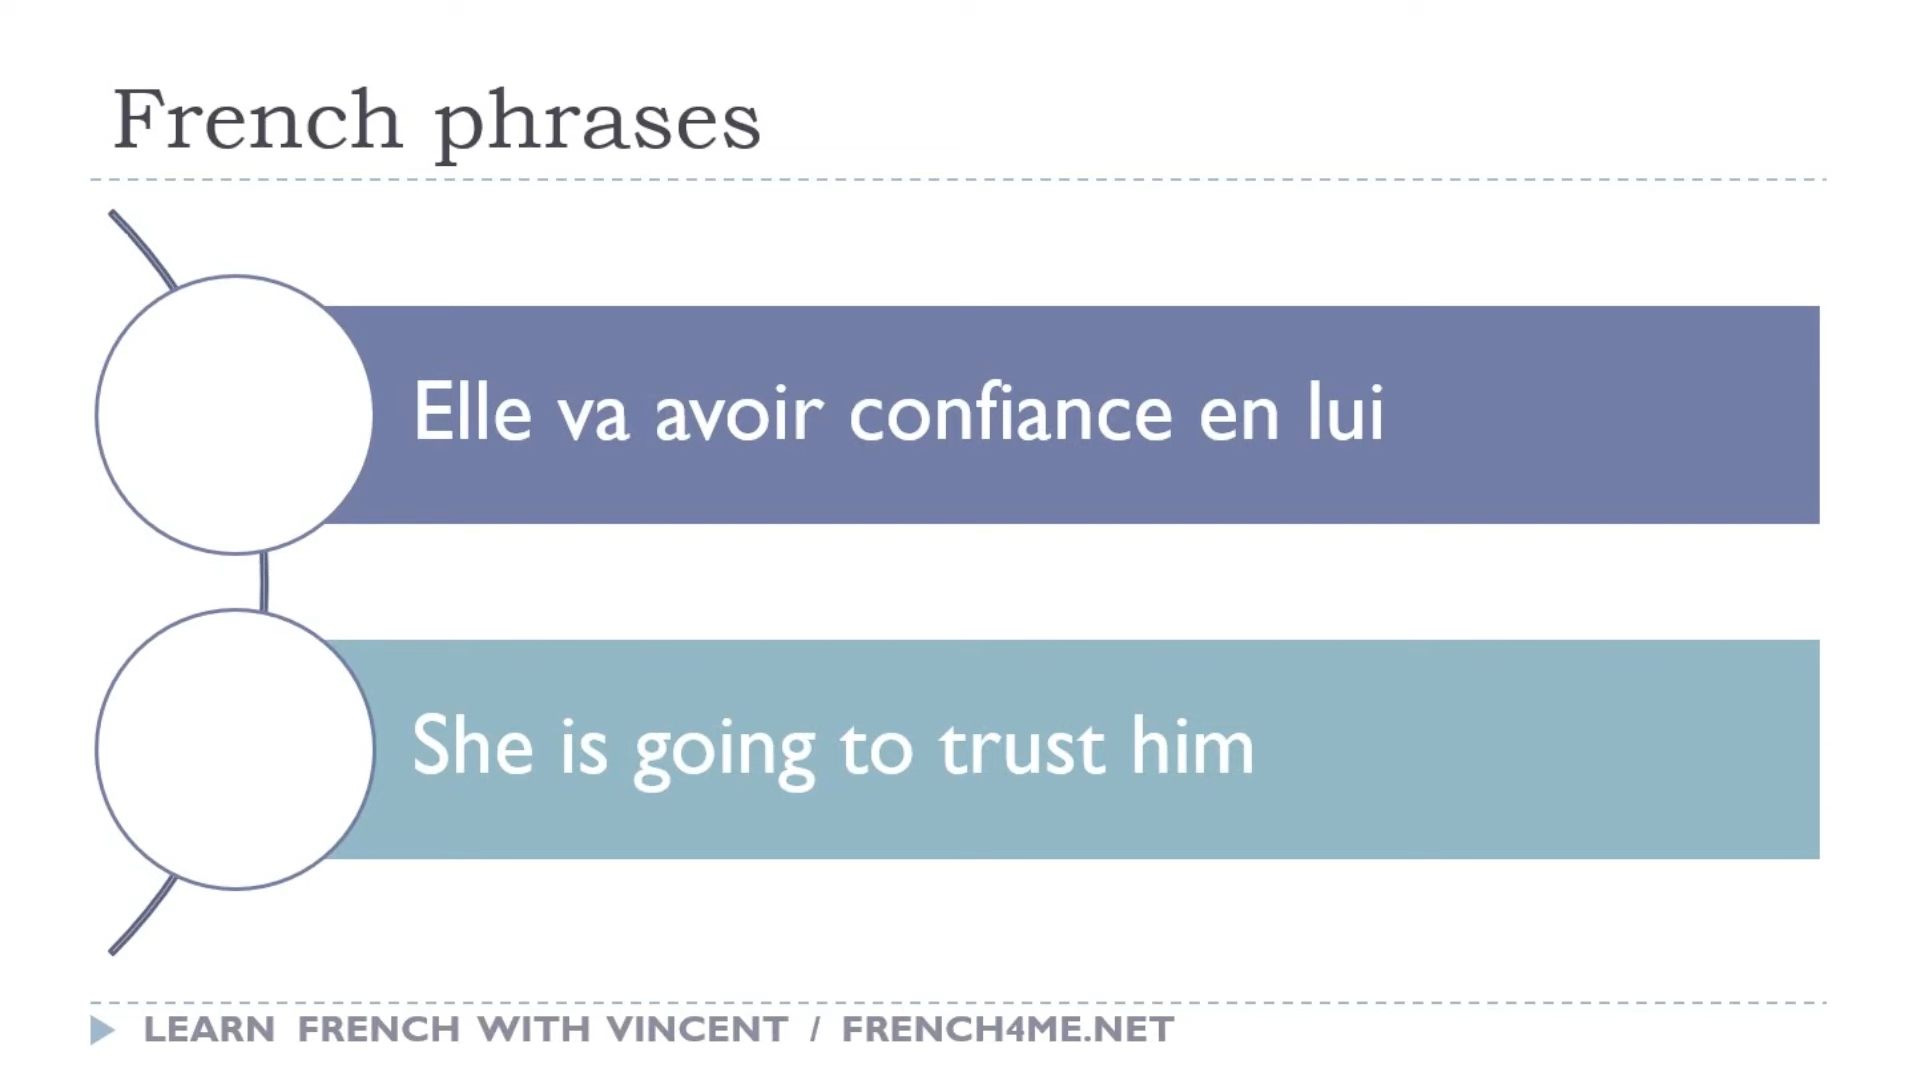 French phrases
Elle va avoir confiance en lui
She is going to trust him
LEARN FRENCH WITH VINCENT / FRENCH4ME.NET